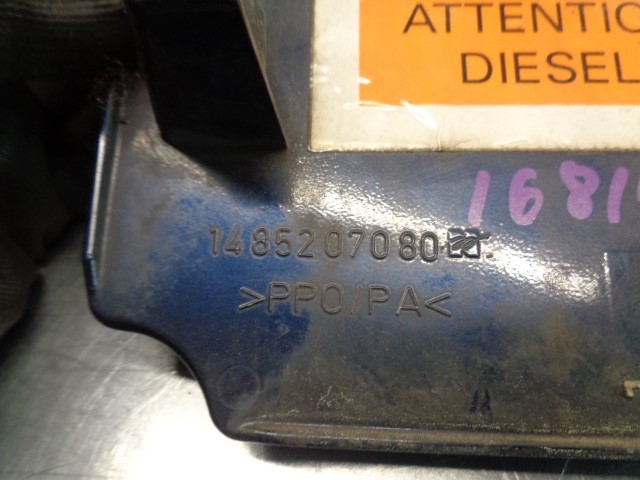 ATTENTIO
DIESEL
1681
1485207080
>PPO/PA<